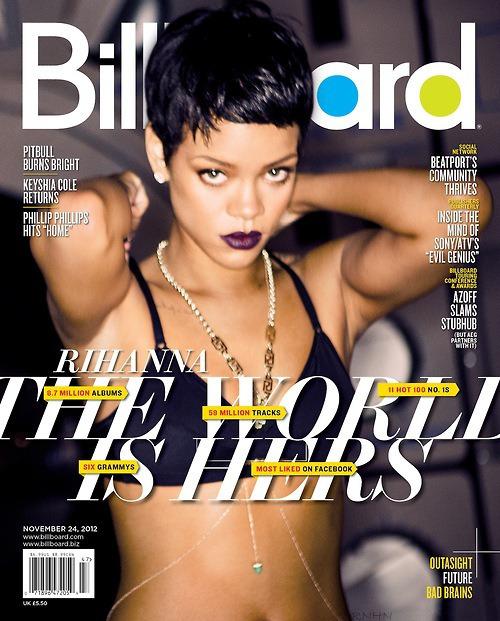 Billboard
PITBULL
BURNS BRIGHT
KEYSHIA COLE
RETURNS
PHILLIP PHILLIPS
HITS "HOME"
SOCIAL
NETWORK
BEATPORT'S
COMMUNITY
THRIVES
PUBLISHERS
QUARTERLY
INSIDE THE
MIND OF
SONY/ATV'S
"EVIL GENIUS"
BILLBOARD
TOURING
CONFERENCE
& AWARDS
AZOFF
SLAMS
STUBHUB
(BUT AEG
PARTNERS
WITH IT)
RIHANNA
THE WORLD
8.7 MILLION ALBUMS
58 MILLION TRACKS
11 HOT 100 NO. 1S
IS HERS
SIX GRAMMYS
MOST LIKED ON FACEBOOK
NOVEMBER 24, 2012
www.billboard.com
www.billboard.biz
UK £5.50
OUTASIGHT
FUTURE
BAD BRAINS